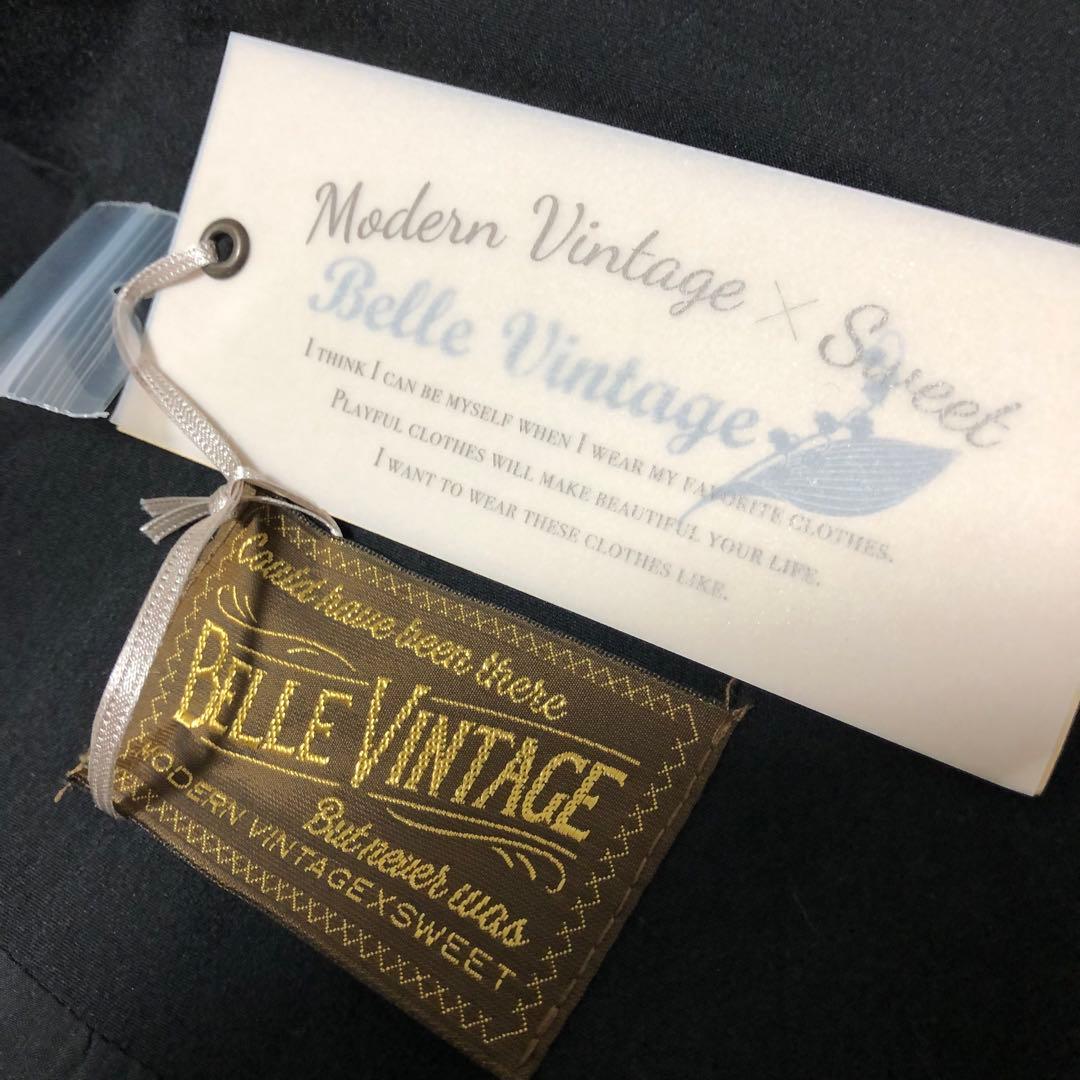 Modern Vintage × Sweet
Belle Vintage
I THINK I CAN BE MYSELF WHEN I WEAR MY FAVORITE CLOTHES.
PLAYFUL CLOTHES WILL MAKE BEAUTIFUL YOUR LIFE.
I WANT TO WEAR THESE CLOTHES LIKE.
Could have been there
BELLE VINTAGE
But never was
MODERN VINTAGEXSWEET